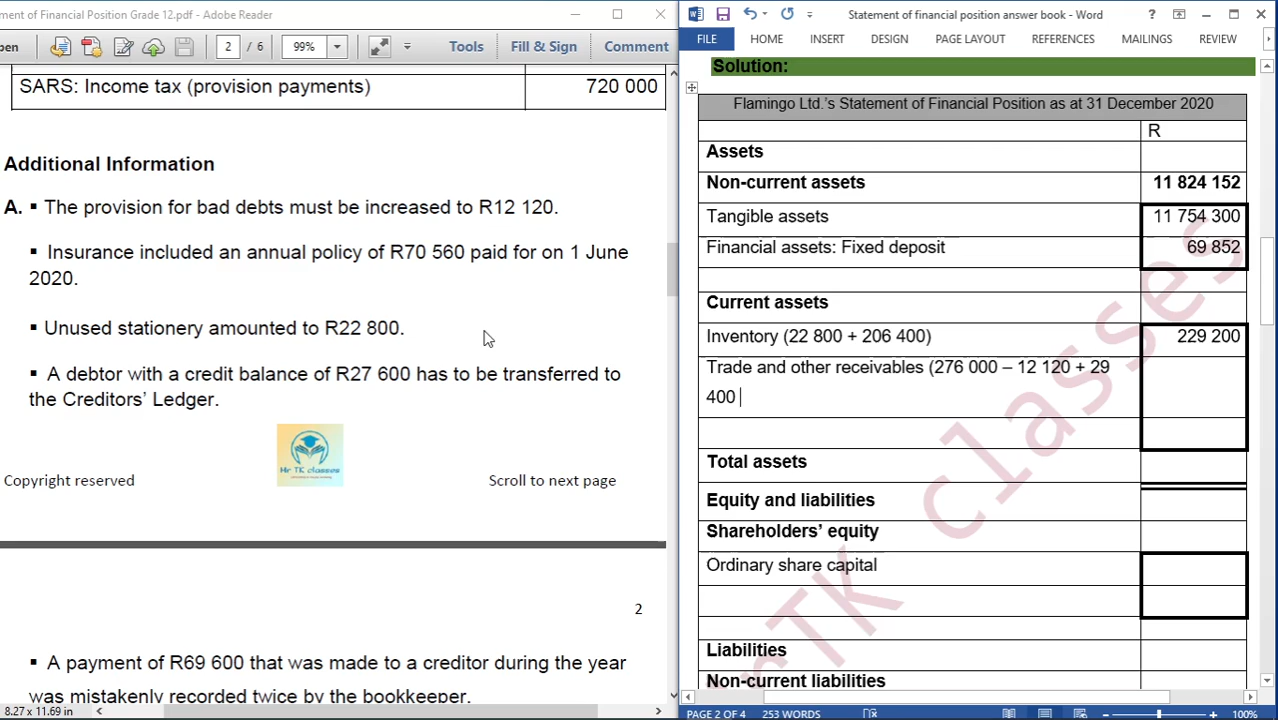 atement of Financial Position Grade 12.pdf - Adobe Reader
pen
2 / 6
99%
Tools
Fill & Sign
Comment
SARS: Income tax (provision payments) 720 000
Additional Information
A. ▪ The provision for bad debts must be increased to R12 120.
▪ Insurance included an annual policy of R70 560 paid for on 1 June
2020.
▪ Unused stationery amounted to R22 800.
▪ A debtor with a credit balance of R27 600 has to be transferred to
the Creditors’ Ledger.
Mr TK classes
Copyright reserved
Scroll to next page
2
▪ A payment of R69 600 that was made to a creditor during the year
was mistakenly recorded twice by the bookkeeper.
8.27 x 11.69 in
Statement of financial position answer book - Word
FILE HOME INSERT DESIGN PAGE LAYOUT REFERENCES MAILINGS REVIEW
Solution:
Flamingo Ltd.’s Statement of Financial Position as at 31 December 2020
R
Assets
Non-current assets 11 824 152
Tangible assets 11 754 300
Financial assets: Fixed deposit 69 852
Current assets
Inventory (22 800 + 206 400) 229 200
Trade and other receivables (276 000 – 12 120 + 29
400
Total assets
Equity and liabilities
Shareholders’ equity
Ordinary share capital
Liabilities
Non-current liabilities
MrTK classes
PAGE 2 OF 4 253 WORDS
100%